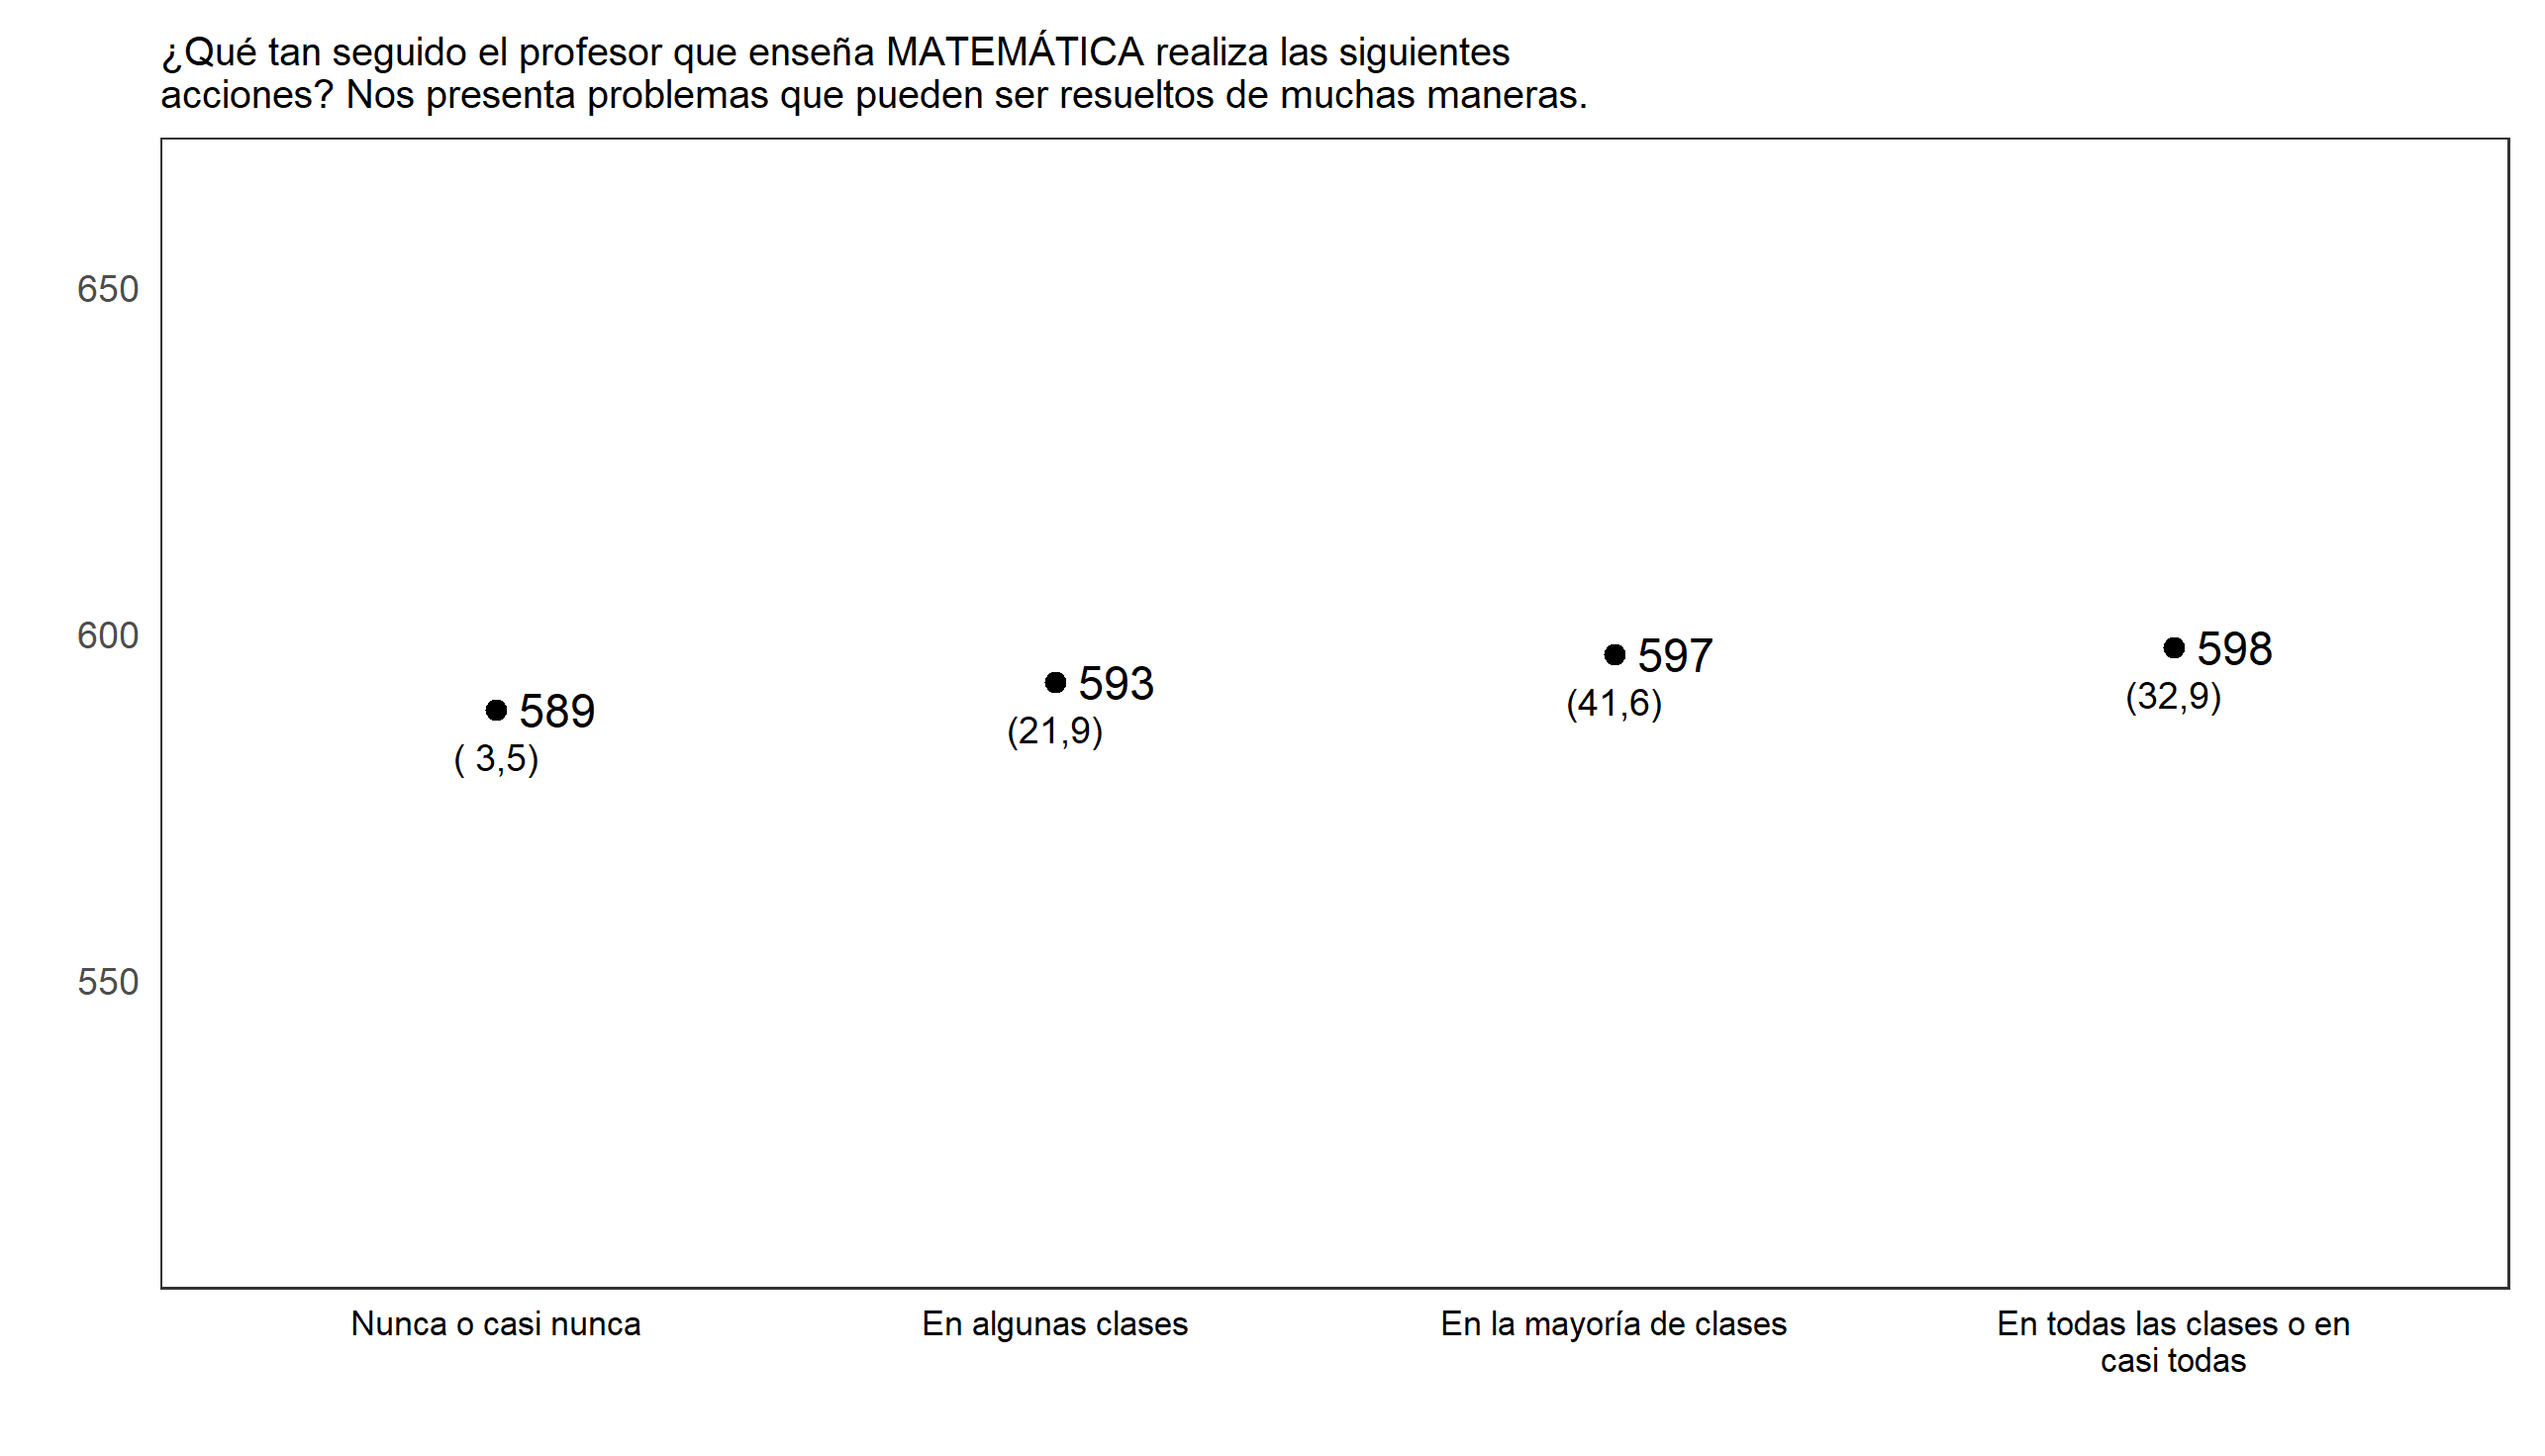 ¿Qué tan seguido el profesor que enseña MATEMÁTICA realiza las siguientes
acciones? Nos presenta problemas que pueden ser resueltos de muchas maneras.
650
600
550
589
( 3,5)
593
(21,9)
597
(41,6)
598
(32,9)
Nunca o casi nunca
En algunas clases
En la mayoría de clases
En todas las clases o en
casi todas